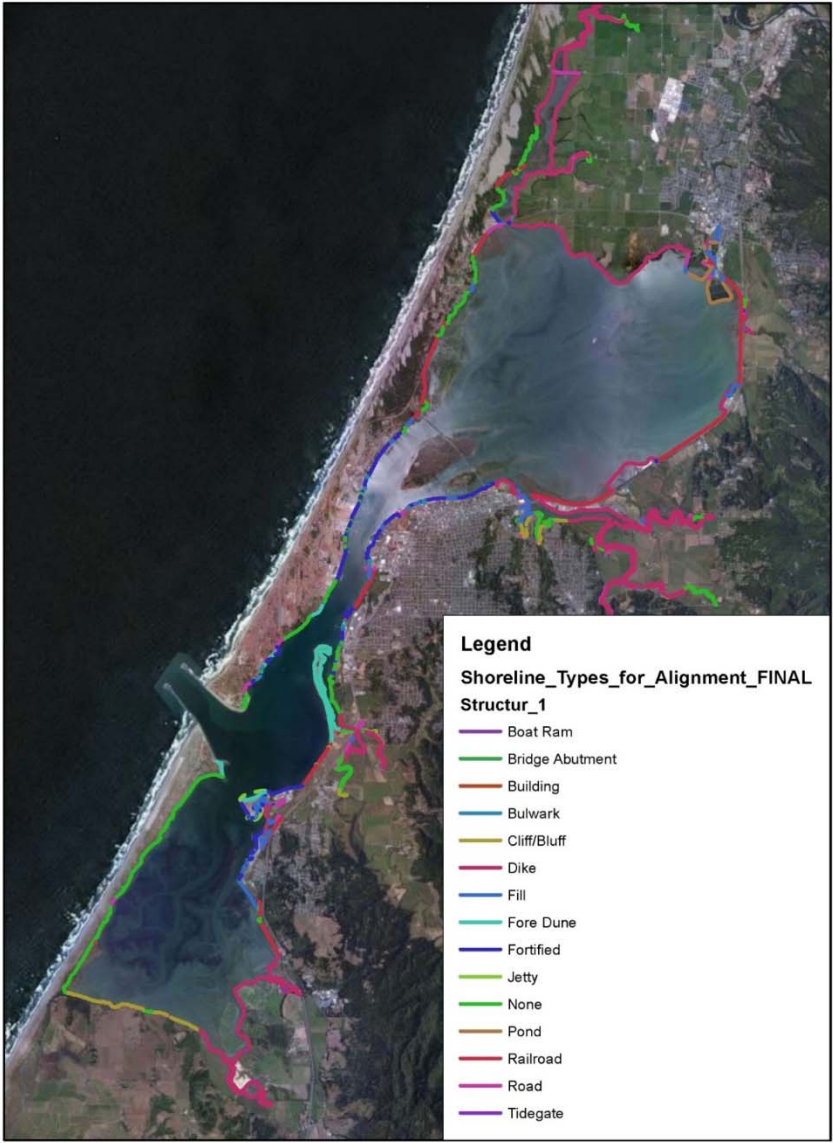 Legend
Shoreline_Types_for_Alignment_FINAL
Structur_1
Boat Ram
Bridge Abutment
Building
Bulwark
Cliff/Bluff
Dike
Fill
Fore Dune
Fortified
Jetty
None
Pond
Railroad
Road
Tidegate